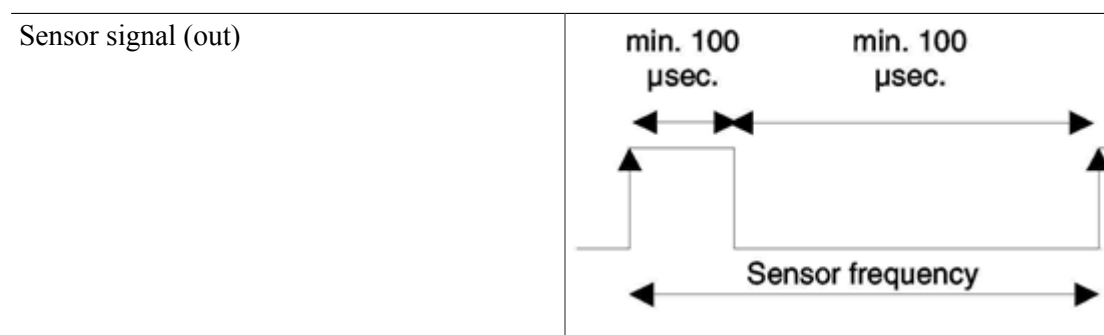 Sensor signal (out)
min. 100
µsec.
min. 100
µsec.
Sensor frequency